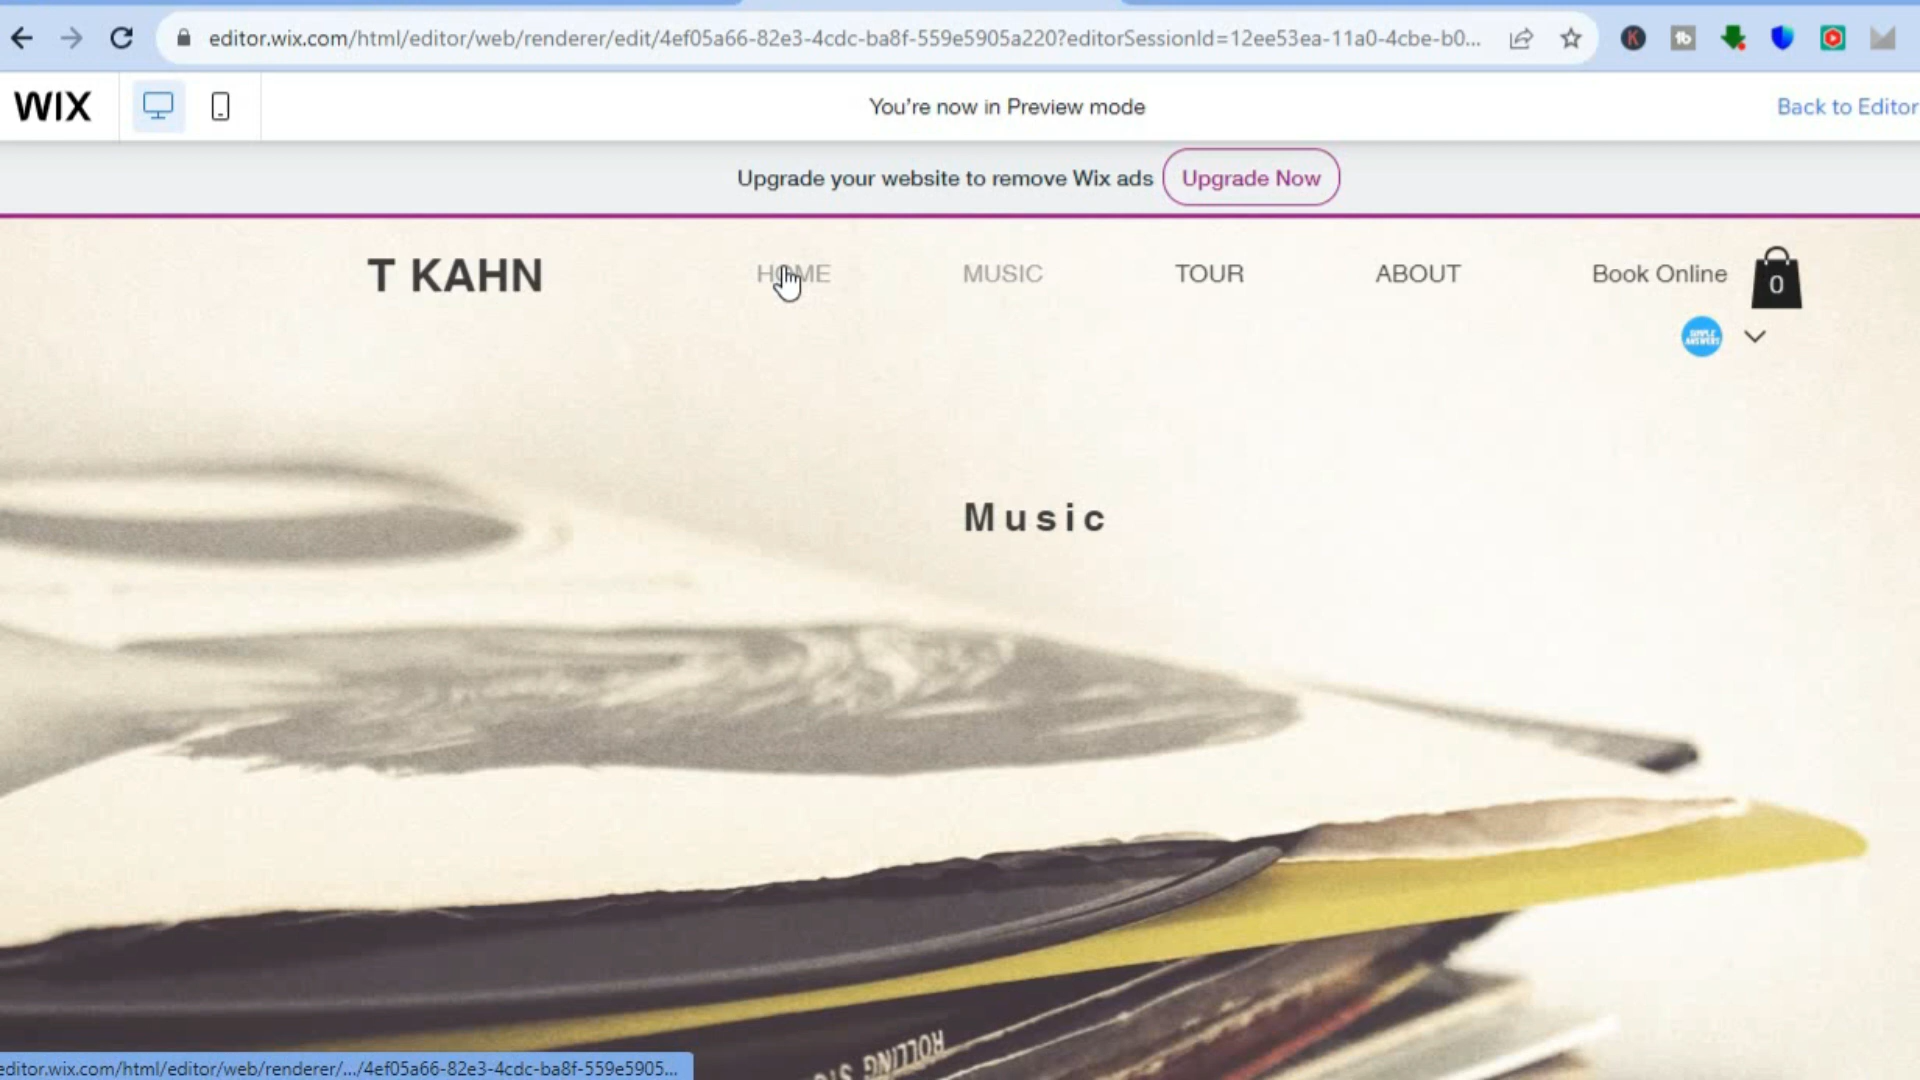 editor.wix.com/html/editor/web/renderer/edit/4ef05a66-82e3-4cdc-ba8f-559e5905a220?editorSessionId=12ee53ea-11a0-4cbe-b0...
WIX
You're now in Preview mode
Back to Editor
Upgrade your website to remove Wix ads
Upgrade Now
T KAHN
HOME
MUSIC
TOUR
ABOUT
Book Online
0
SIMPLE
ANSWERS
Music
ROLLING
editor.wix.com/html/editor/web/renderer/.../4ef05a66-82e3-4cdc-ba8f-559e5905...